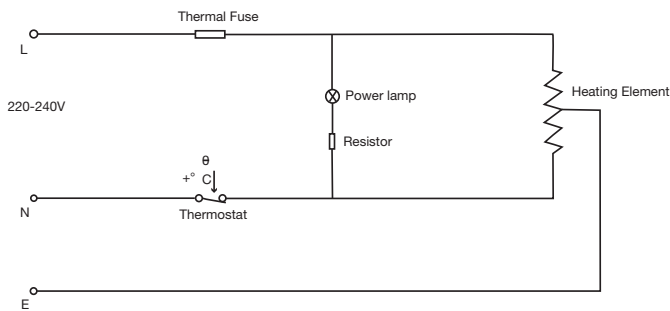 Thermal Fuse
L
Power lamp
Heating Element
220-240V
Resistor
θ
+° C
N
Thermostat
E